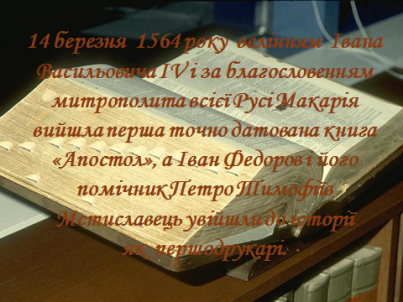 14 березня 1564 року велінням Івана
Васильовича IV і за благословенням
митрополита всієї Русі Макарія
вийшла перша точно датована книга
«Апостол», а Іван Федоров і його
помічник Петро Тимофіїв
Мстиславець увійшли до історії
як першодрукарі.